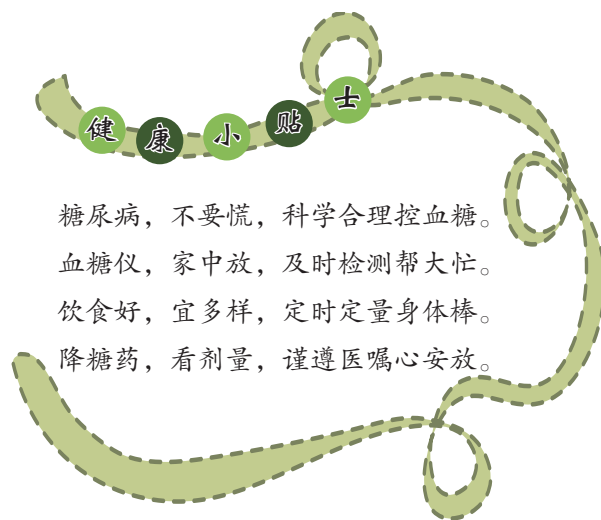 健康小贴士
糖尿病，不要慌，科学合理控血糖。
血糖仪，家中放，及时检测帮大忙。
饮食好，宜多样，定时定量身体棒。
降糖药，看剂量，谨遵医嘱心安放。